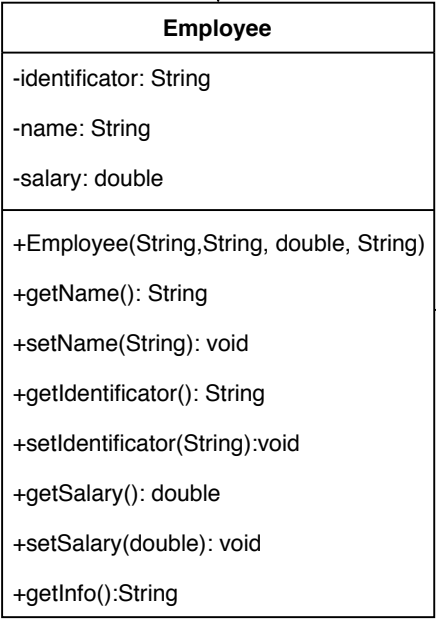 Employee
-identificator: String
-name: String
-salary: double
+Employee(String,String, double, String)
+getName(): String
+setName(String): void
+getIdentificator(): String
+setIdentificator(String):void
+getSalary(): double
+setSalary(double): void
+getInfo():String